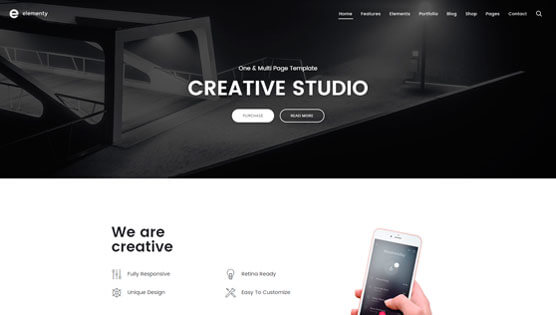 elementy
Home Features Elements Portfolio Blog Shop Pages Contact
One & Multi Page Template
CREATIVE STUDIO
PURCHASE READ MORE
We are
creative
Fully Responsive Retina Ready
Unique Design Easy To Customize